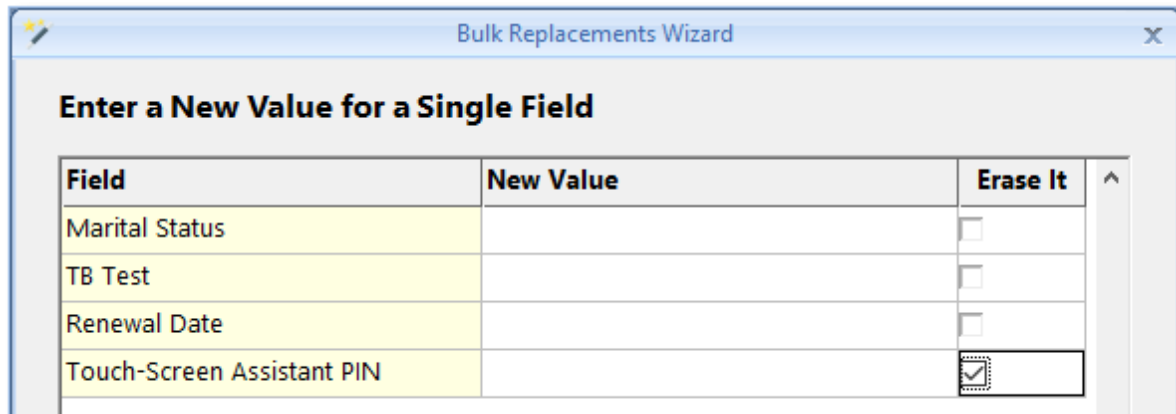 Bulk Replacements Wizard
Enter a New Value for a Single Field
Field New Value Erase It
Marital Status
TB Test
Renewal Date
Touch-Screen Assistant PIN